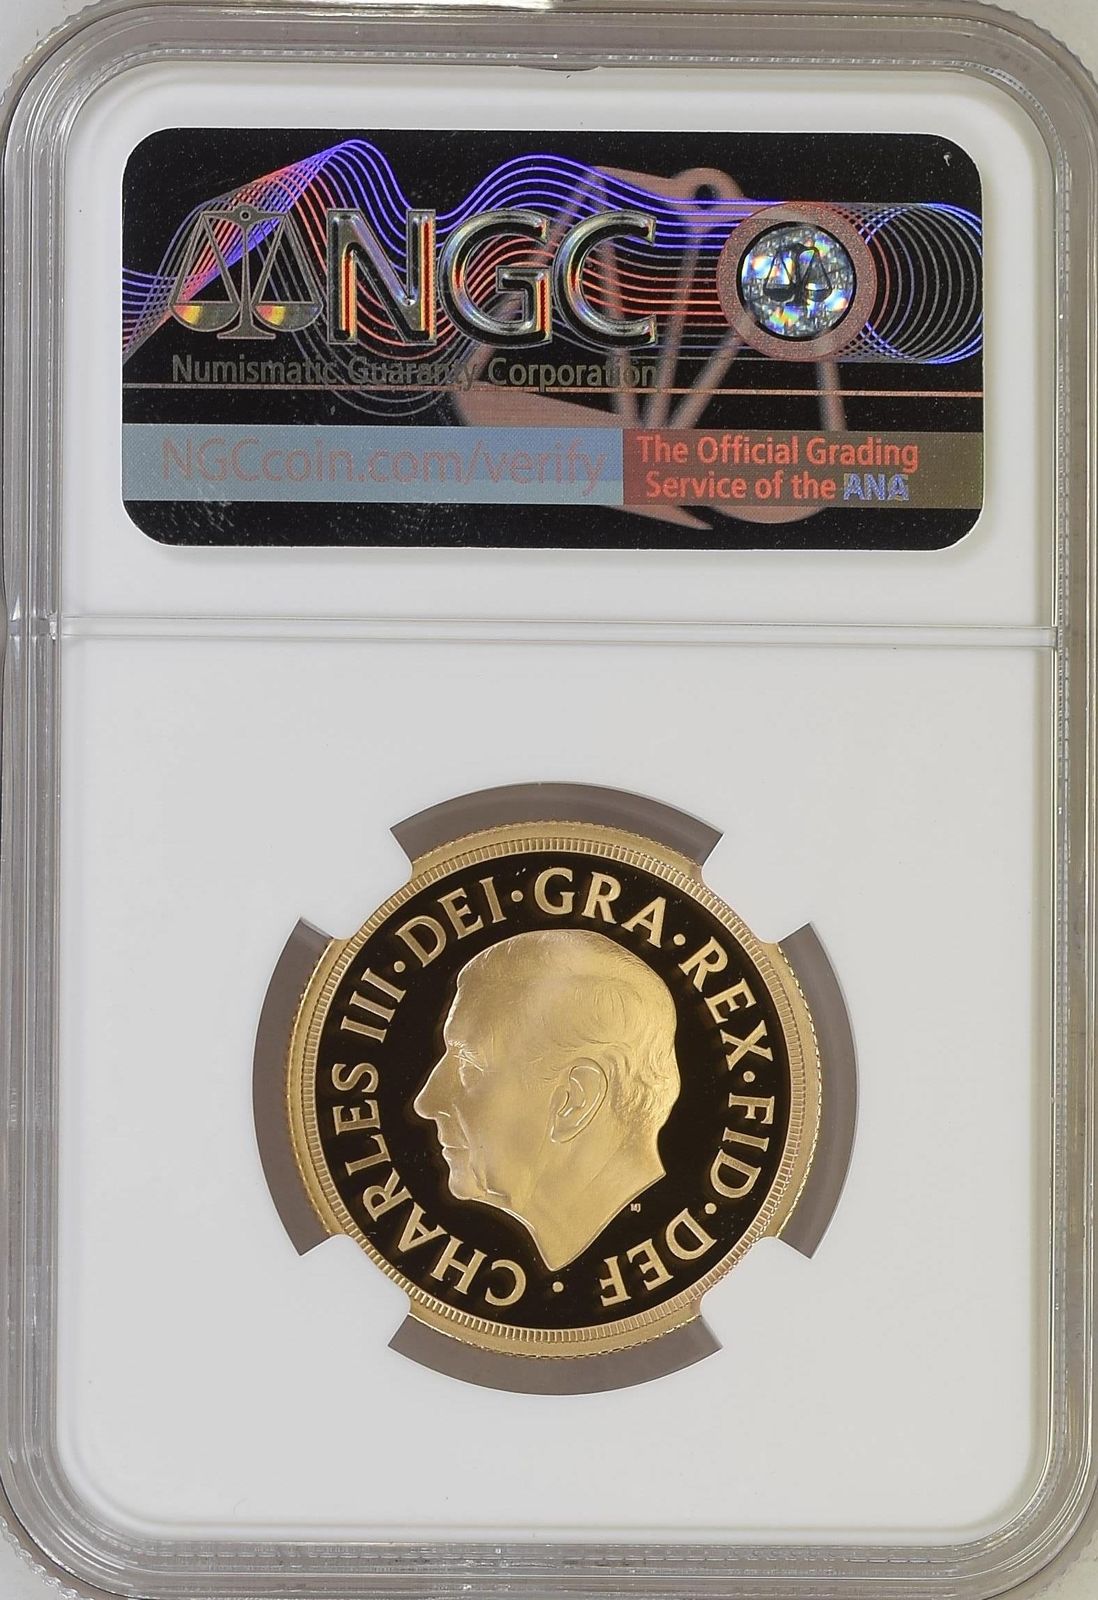 NGC
Numismatic Guaranty Corporation
NGCcoin.com/verify
The Official Grading
Service of the ANA
CHARLES III · DEI · GRA · REX · FID · DEF ·
MJ